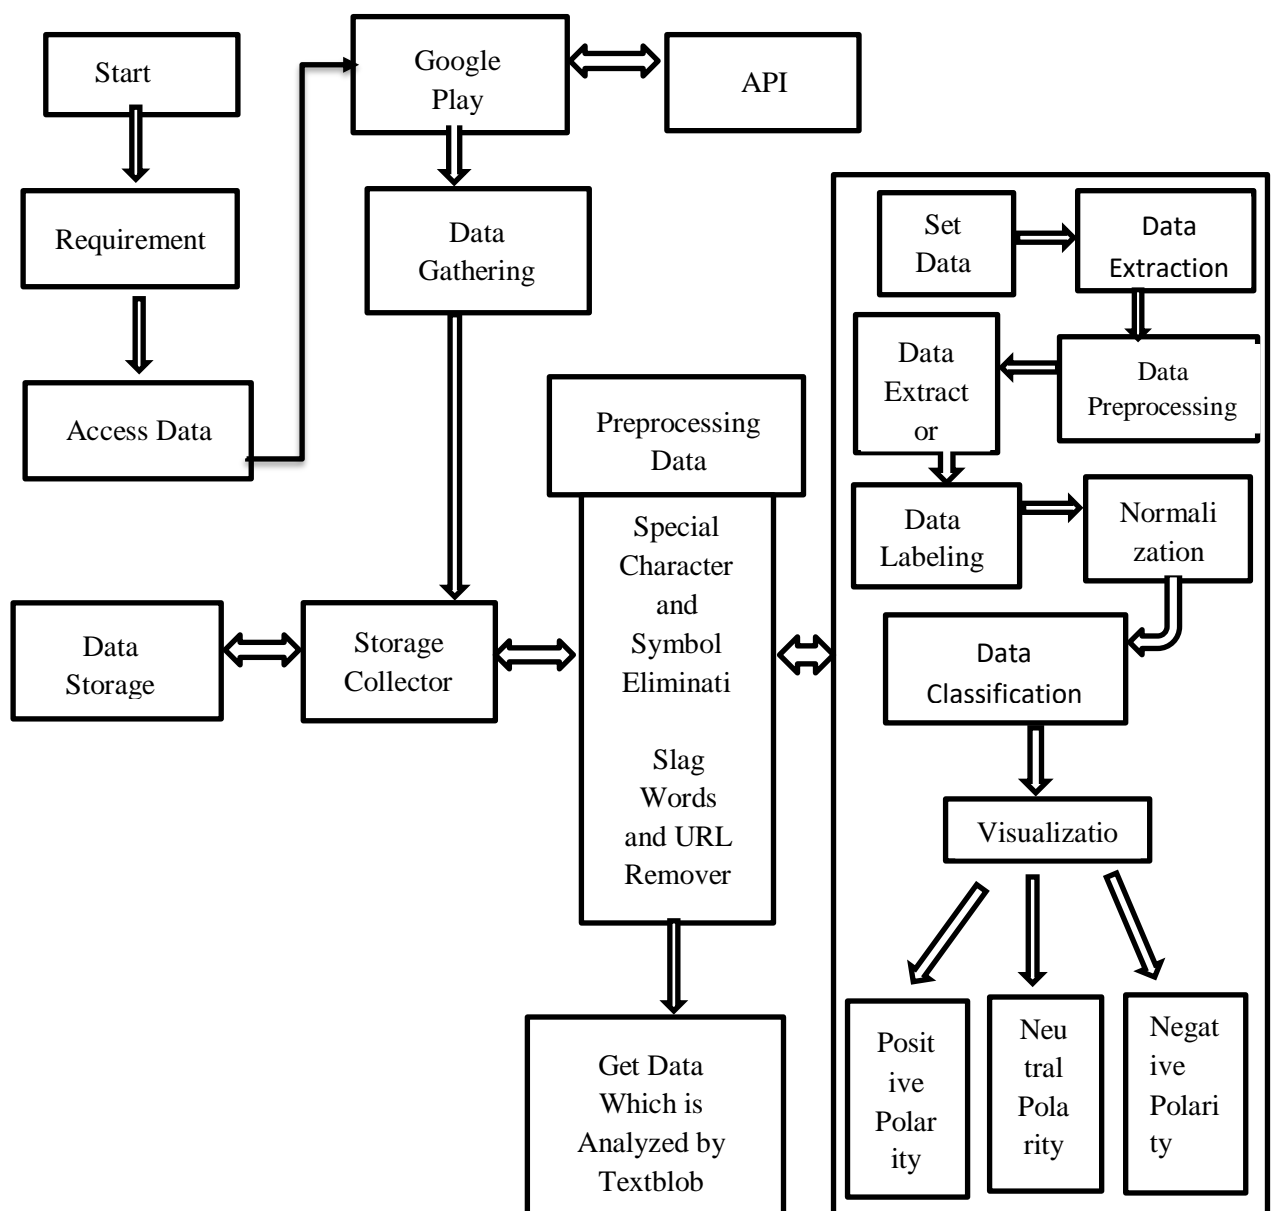 Start
Requirement
Access Data
Google
Play
API
Data
Gathering
Data
Storage
Storage
Collector
Preprocessing
Data
Special
Character
and
Symbol
Eliminati
Slag
Words
and URL
Remover
Get Data
Which is
Analyzed by
Textblob
Set
Data
Data
Extraction
Data
Preprocessing
Data
Extract
or
Data
Labeling
Normali
zation
Data
Classification
Visualizatio
Posit
ive
Polar
ity
Neu
tral
Pola
rity
Negat
ive
Polari
ty